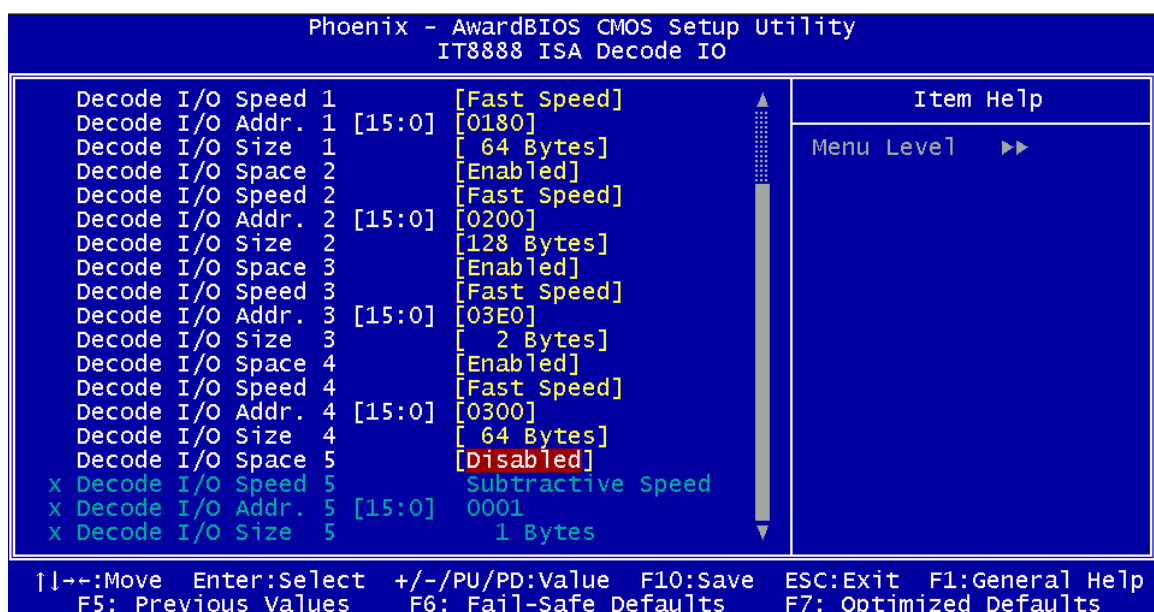 Phoenix - AwardBIOS CMOS Setup Utility
IT8888 ISA Decode IO
Decode I/O Speed 1 [Fast Speed]
Decode I/O Addr. 1 [15:0] [0180]
Decode I/O Size 1 [ 64 Bytes]
Decode I/O Space 2 [Enabled]
Decode I/O Speed 2 [Fast Speed]
Decode I/O Addr. 2 [15:0] [0200]
Decode I/O Size 2 [128 Bytes]
Decode I/O Space 3 [Enabled]
Decode I/O Speed 3 [Fast Speed]
Decode I/O Addr. 3 [15:0] [03E0]
Decode I/O Size 3 [ 2 Bytes]
Decode I/O Space 4 [Enabled]
Decode I/O Speed 4 [Fast Speed]
Decode I/O Addr. 4 [15:0] [0300]
Decode I/O Size 4 [ 64 Bytes]
Decode I/O Space 5 [Disabled]
x Decode I/O Speed 5 Subtractive Speed
x Decode I/O Addr. 5 [15:0] 0001
x Decode I/O Size 5 1 Bytes
Item Help
Menu Level ►►
↑↓→←:Move Enter:Select +/-/PU/PD:Value F10:Save ESC:Exit F1:General Help
F5: Previous Values F6: Fail-Safe Defaults F7: Optimized Defaults